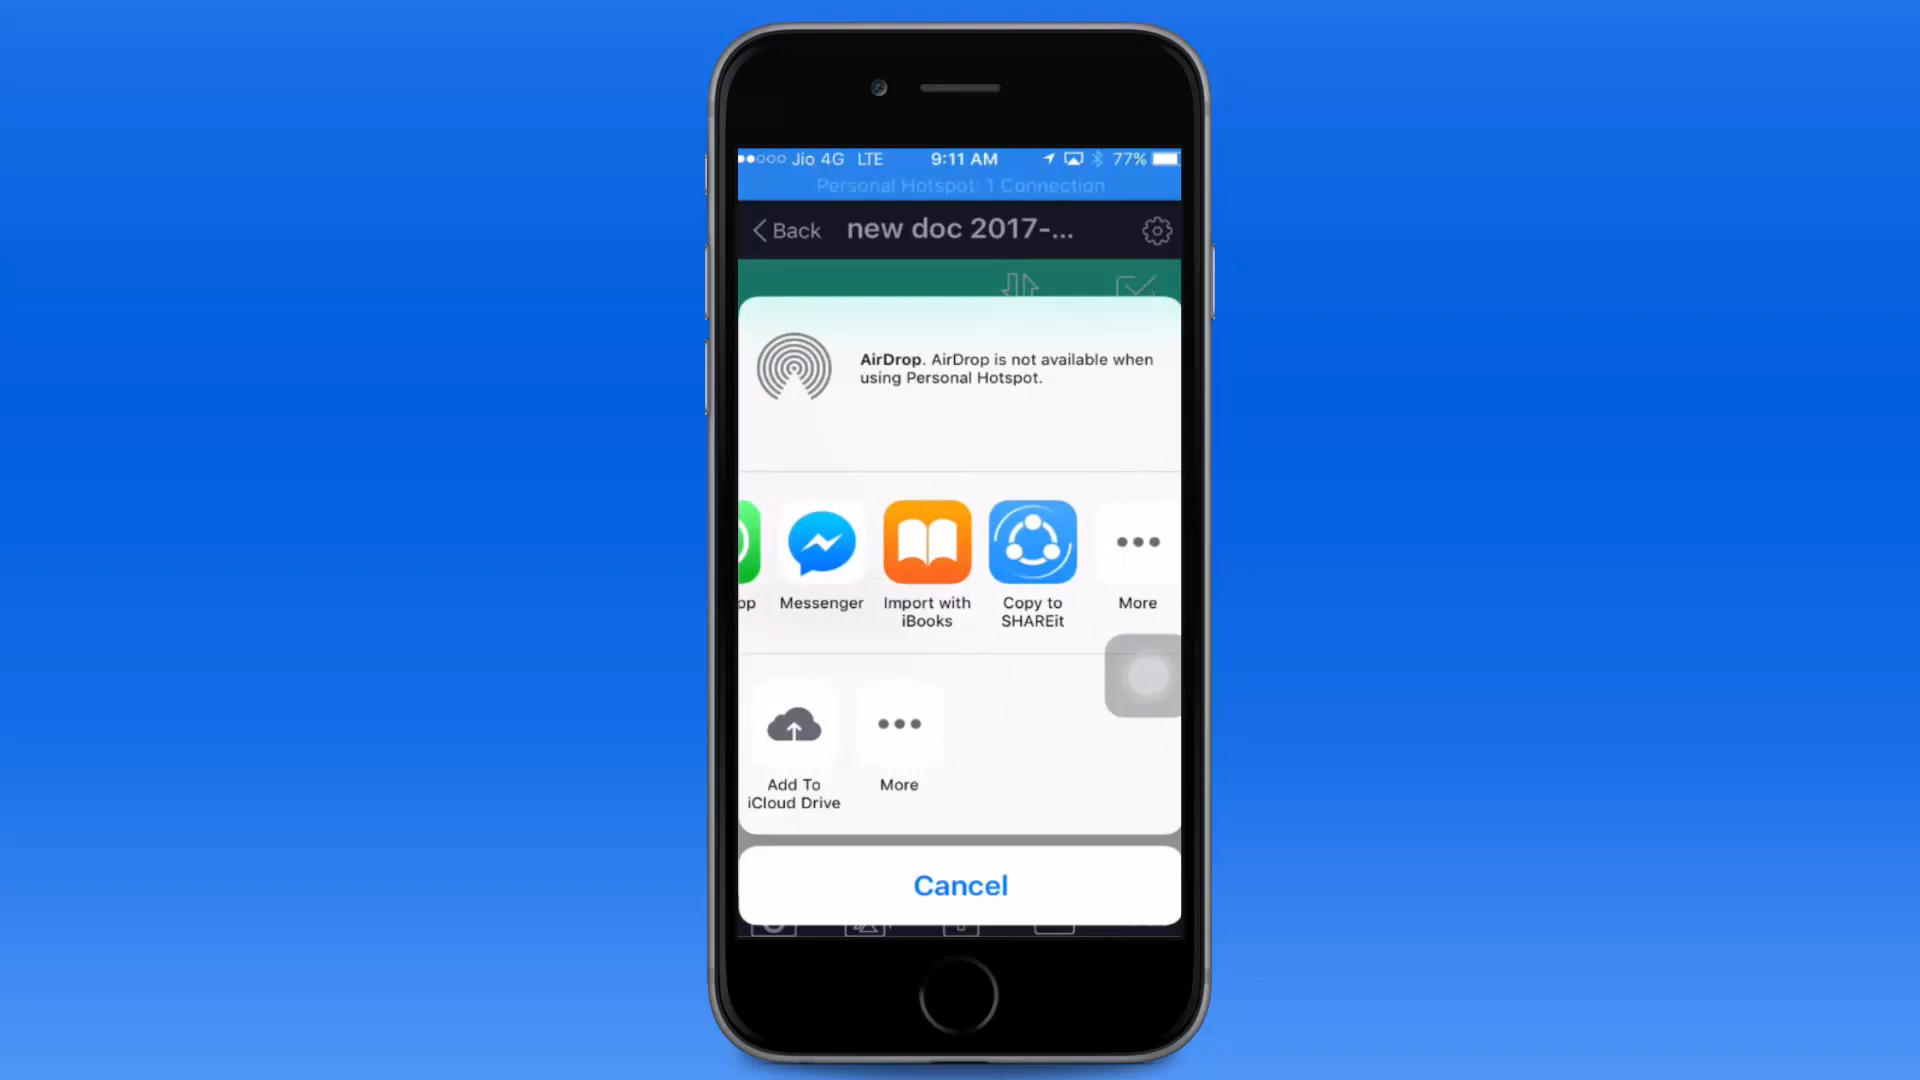 Jio 4G LTE 9:11 AM 77%
Personal Hotspot: 1 Connection
Back new doc 2017-...
AirDrop. AirDrop is not available when
using Personal Hotspot.
pp Messenger Import with Copy to More
iBooks SHAREit
Add To More
iCloud Drive
Cancel